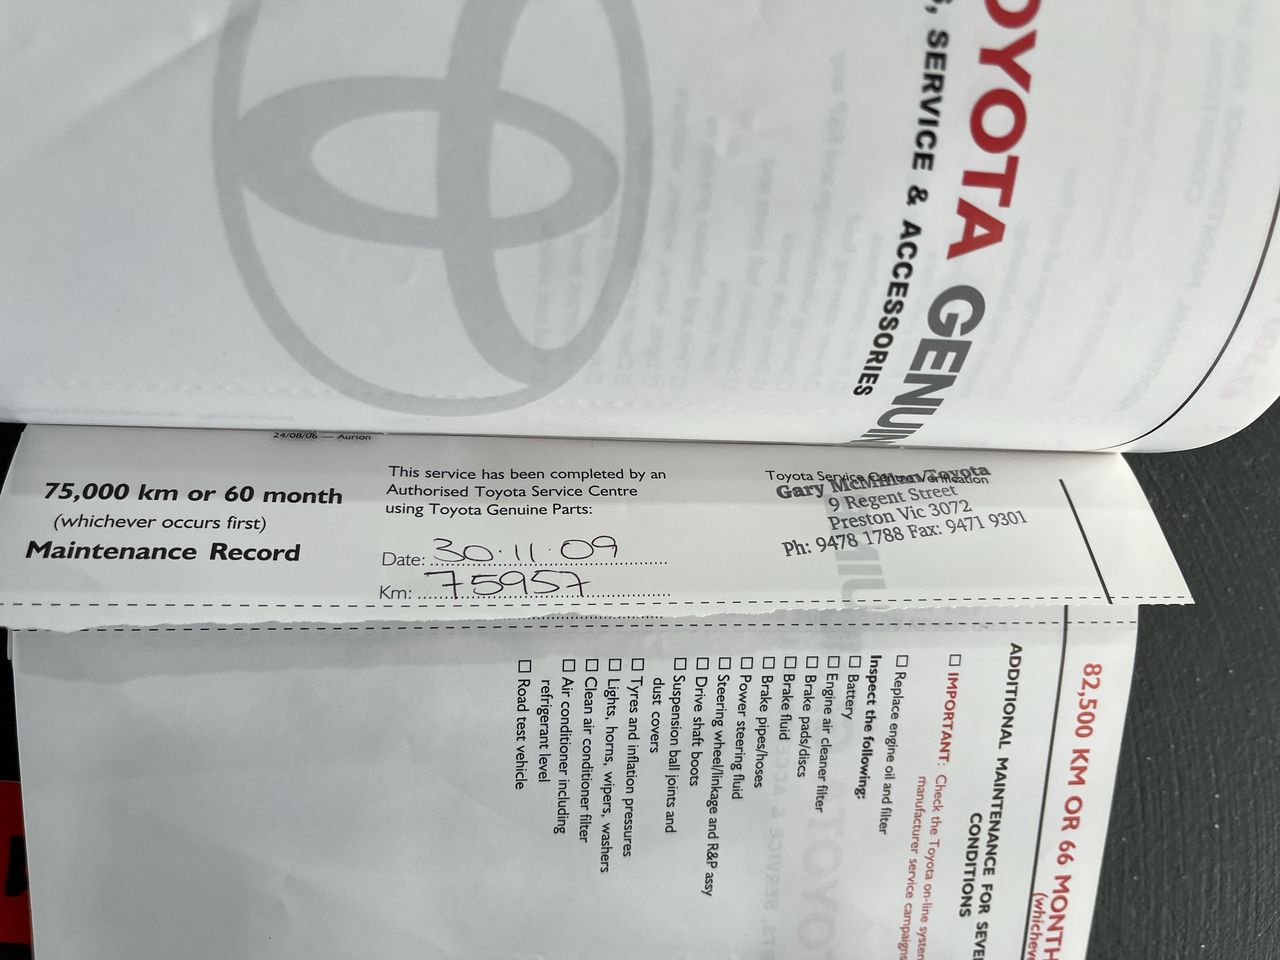 TOYOTA
SERVICE & ACCESSORIES
24/08/06 — Aurion
75,000 km or 60 month
(whichever occurs first)
Maintenance Record
This service has been completed by an
Authorised Toyota Service Centre
using Toyota Genuine Parts:
Date: 30.11.09
Km: 75957
Toyota Service Centre Verification
Gary McMillan Toyota
9 Regent Street
Preston Vic 3072
Ph: 9478 1788 Fax: 9471 9301
82,500 KM OR 66 MONTH
ADDITIONAL MAINTENANCE FOR
CONDITIONS
☐ IMPORTANT: Check the Toyota on-line system
manufacturer service campaigns
☐ Replace engine oil and filter
Inspect the following:
☐ Battery
☐ Engine air cleaner filter
☐ Brake pads/discs
☐ Brake fluid
☐ Brake pipes/hoses
☐ Power steering fluid
☐ Steering wheel/linkage and R&P assy
☐ Drive shaft boots
☐ Suspension ball joints and
dust covers
☐ Tyres and inflation pressures
☐ Lights, horns, wipers, washers
☐ Clean air conditioner filter
☐ Air conditioner including
refrigerant level
☐ Road test vehicle